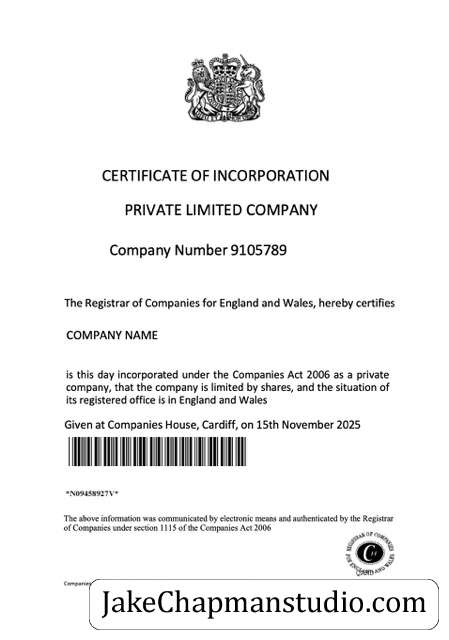 CERTIFICATE OF INCORPORATION
PRIVATE LIMITED COMPANY
Company Number 9105789
The Registrar of Companies for England and Wales, hereby certifies
COMPANY NAME
is this day incorporated under the Companies Act 2006 as a private
company, that the company is limited by shares, and the situation of
its registered office is in England and Wales
Given at Companies House, Cardiff, on 15th November 2025
*N09458927V*
The above information was communicated by electronic means and authenticated by the Registrar
of Companies under section 1115 of the Companies Act 2006
REGISTRAR OF COMPANIES
Companies
JakeChapmanstudio.com